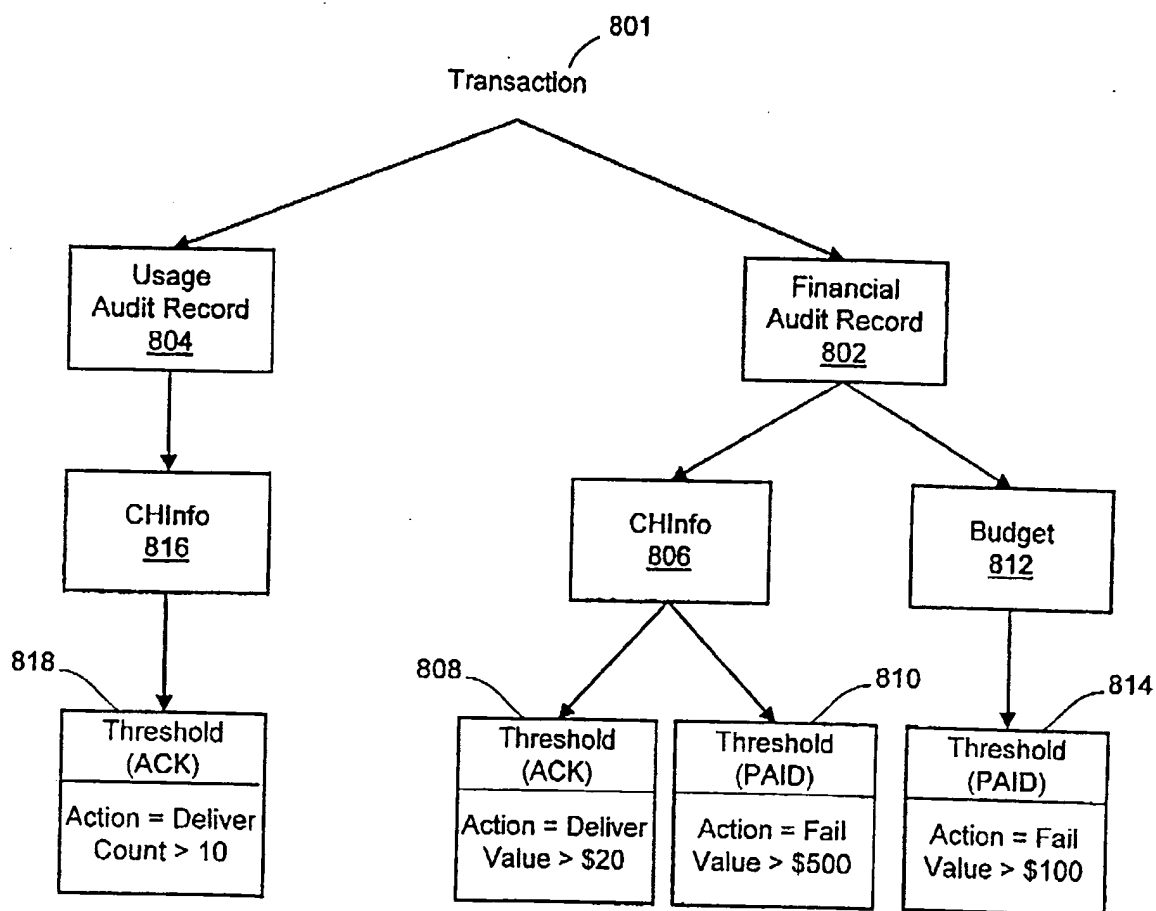 801
Transaction
Usage
Audit Record
804
Financial
Audit Record
802
CHInfo
816
CHInfo
806
Budget
812
818
808
810
814
Threshold
(ACK)
Action = Deliver
Count > 10
Threshold
(ACK)
Action = Deliver
Value > $20
Threshold
(PAID)
Action = Fail
Value > $500
Threshold
(PAID)
Action = Fail
Value > $100